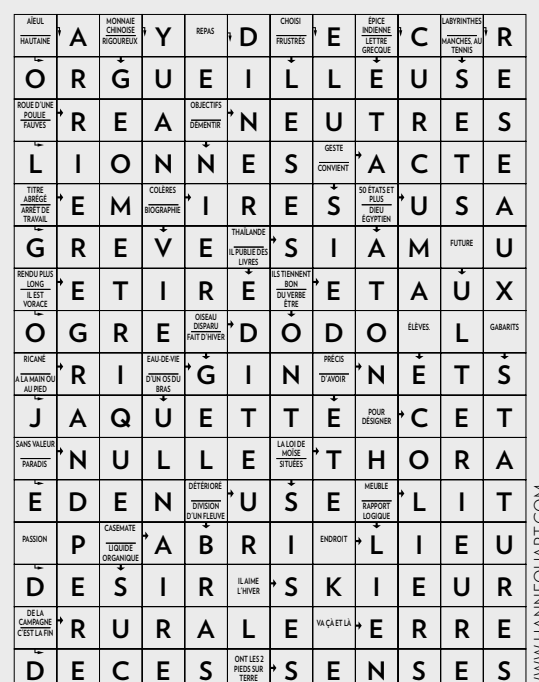 AÏEUL HAUTAINE A MONNAIE CHINOISE RIGOUREUX Y REPAS D CHOISI FRUSTRÉS E ÉPICE INDIENNE LETTRE GRECQUE C LABYRINTHES MANCHES, AU TENNIS R
O R G U E I L L E U S E
ROUE D'UNE POULIE FAUVES R E A OBJECTIFS DÉMENTIR N E U T R E S
L I O N N E S GESTE CONVIENT A C T E
TITRE ABRÉGÉ ARRÊT DE TRAVAIL E M COLÈRES BIOGRAPHIE I R E S 50 ÉTATS ET PLUS DIEU ÉGYPTIEN U S A
G R E V E THAÏLANDE IL PUBLIE DES LIVRES S I A M FUTURE U
RENDU PLUS LONG IL EST VORACE E T I R E ILS TIENNENT BON DU VERBE ÊTRE E T A U X
O G R E OISEAU DISPARU FAIT D'HIVER D O D O ÉLÈVES. L GABARITS
RICANÉ A LA MAIN OU AU PIED R I EAU-DE-VIE D'UN OS DU BRAS G I N PRÉCIS D'AVOIR N E T S
J A Q U E T T E POUR DÉSIGNER C E T
SANS VALEUR PARADIS N U L L E LA LOI DE MOÏSE SITUÉES T H O R A
E D E N DÉTÉRIORÉ DIVISION D'UN FLEUVE U S E MEUBLE RAPPORT LOGIQUE L I T
PASSION P CASEMATE LIQUIDE ORGANIQUE A B R I ENDROIT L I E U
D E S I R IL AIME L'HIVER S K I E U R
DE LA CAMPAGNE C'EST LA FIN R U R A L E VA ÇÀ ET LÀ E R R E
D E C E S ONT LES 2 PIEDS SUR TERRE S E N S E S